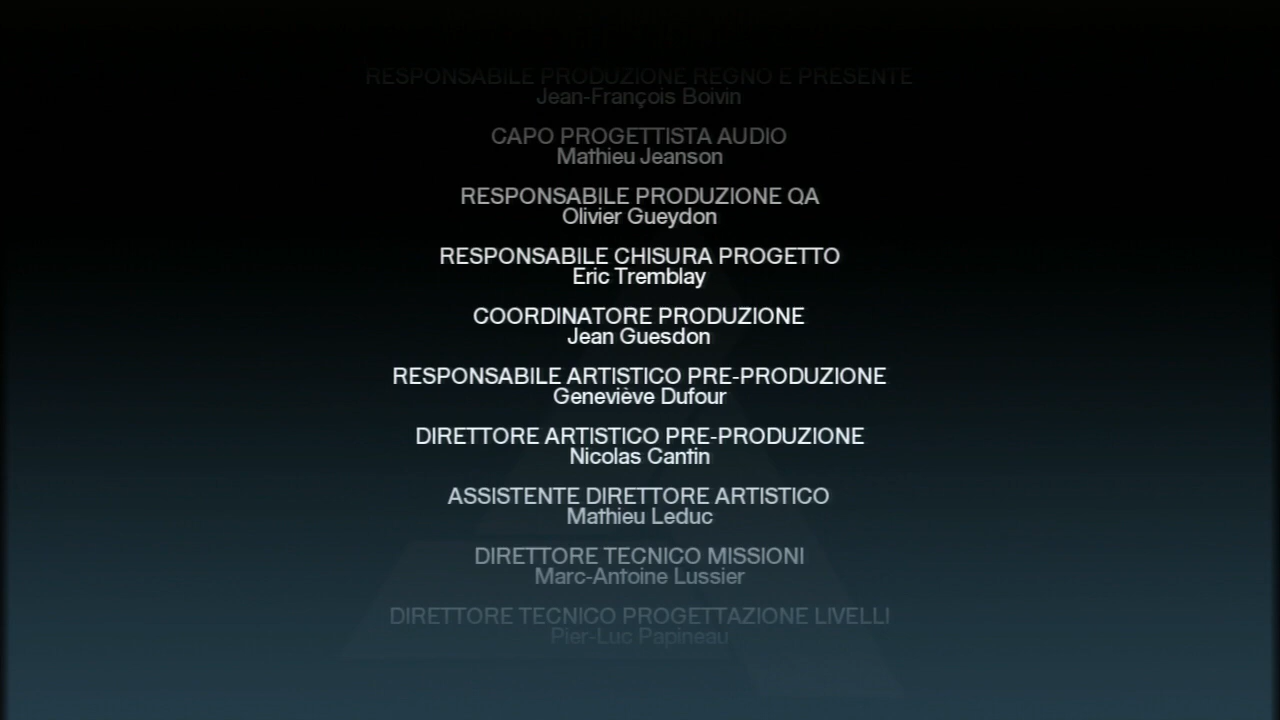 RESPONSABILE PRODUZIONE REGNO E PRESENTE
Jean-François Boivin
CAPO PROGETTISTA AUDIO
Mathieu Jeanson
RESPONSABILE PRODUZIONE QA
Olivier Gueydon
RESPONSABILE CHISURA PROGETTO
Eric Tremblay
COORDINATORE PRODUZIONE
Jean Guesdon
RESPONSABILE ARTISTICO PRE-PRODUZIONE
Geneviève Dufour
DIRETTORE ARTISTICO PRE-PRODUZIONE
Nicolas Cantin
ASSISTENTE DIRETTORE ARTISTICO
Mathieu Leduc
DIRETTORE TECNICO MISSIONI
Marc-Antoine Lussier
DIRETTORE TECNICO PROGETTAZIONE LIVELLI
Pier-Luc Papineau